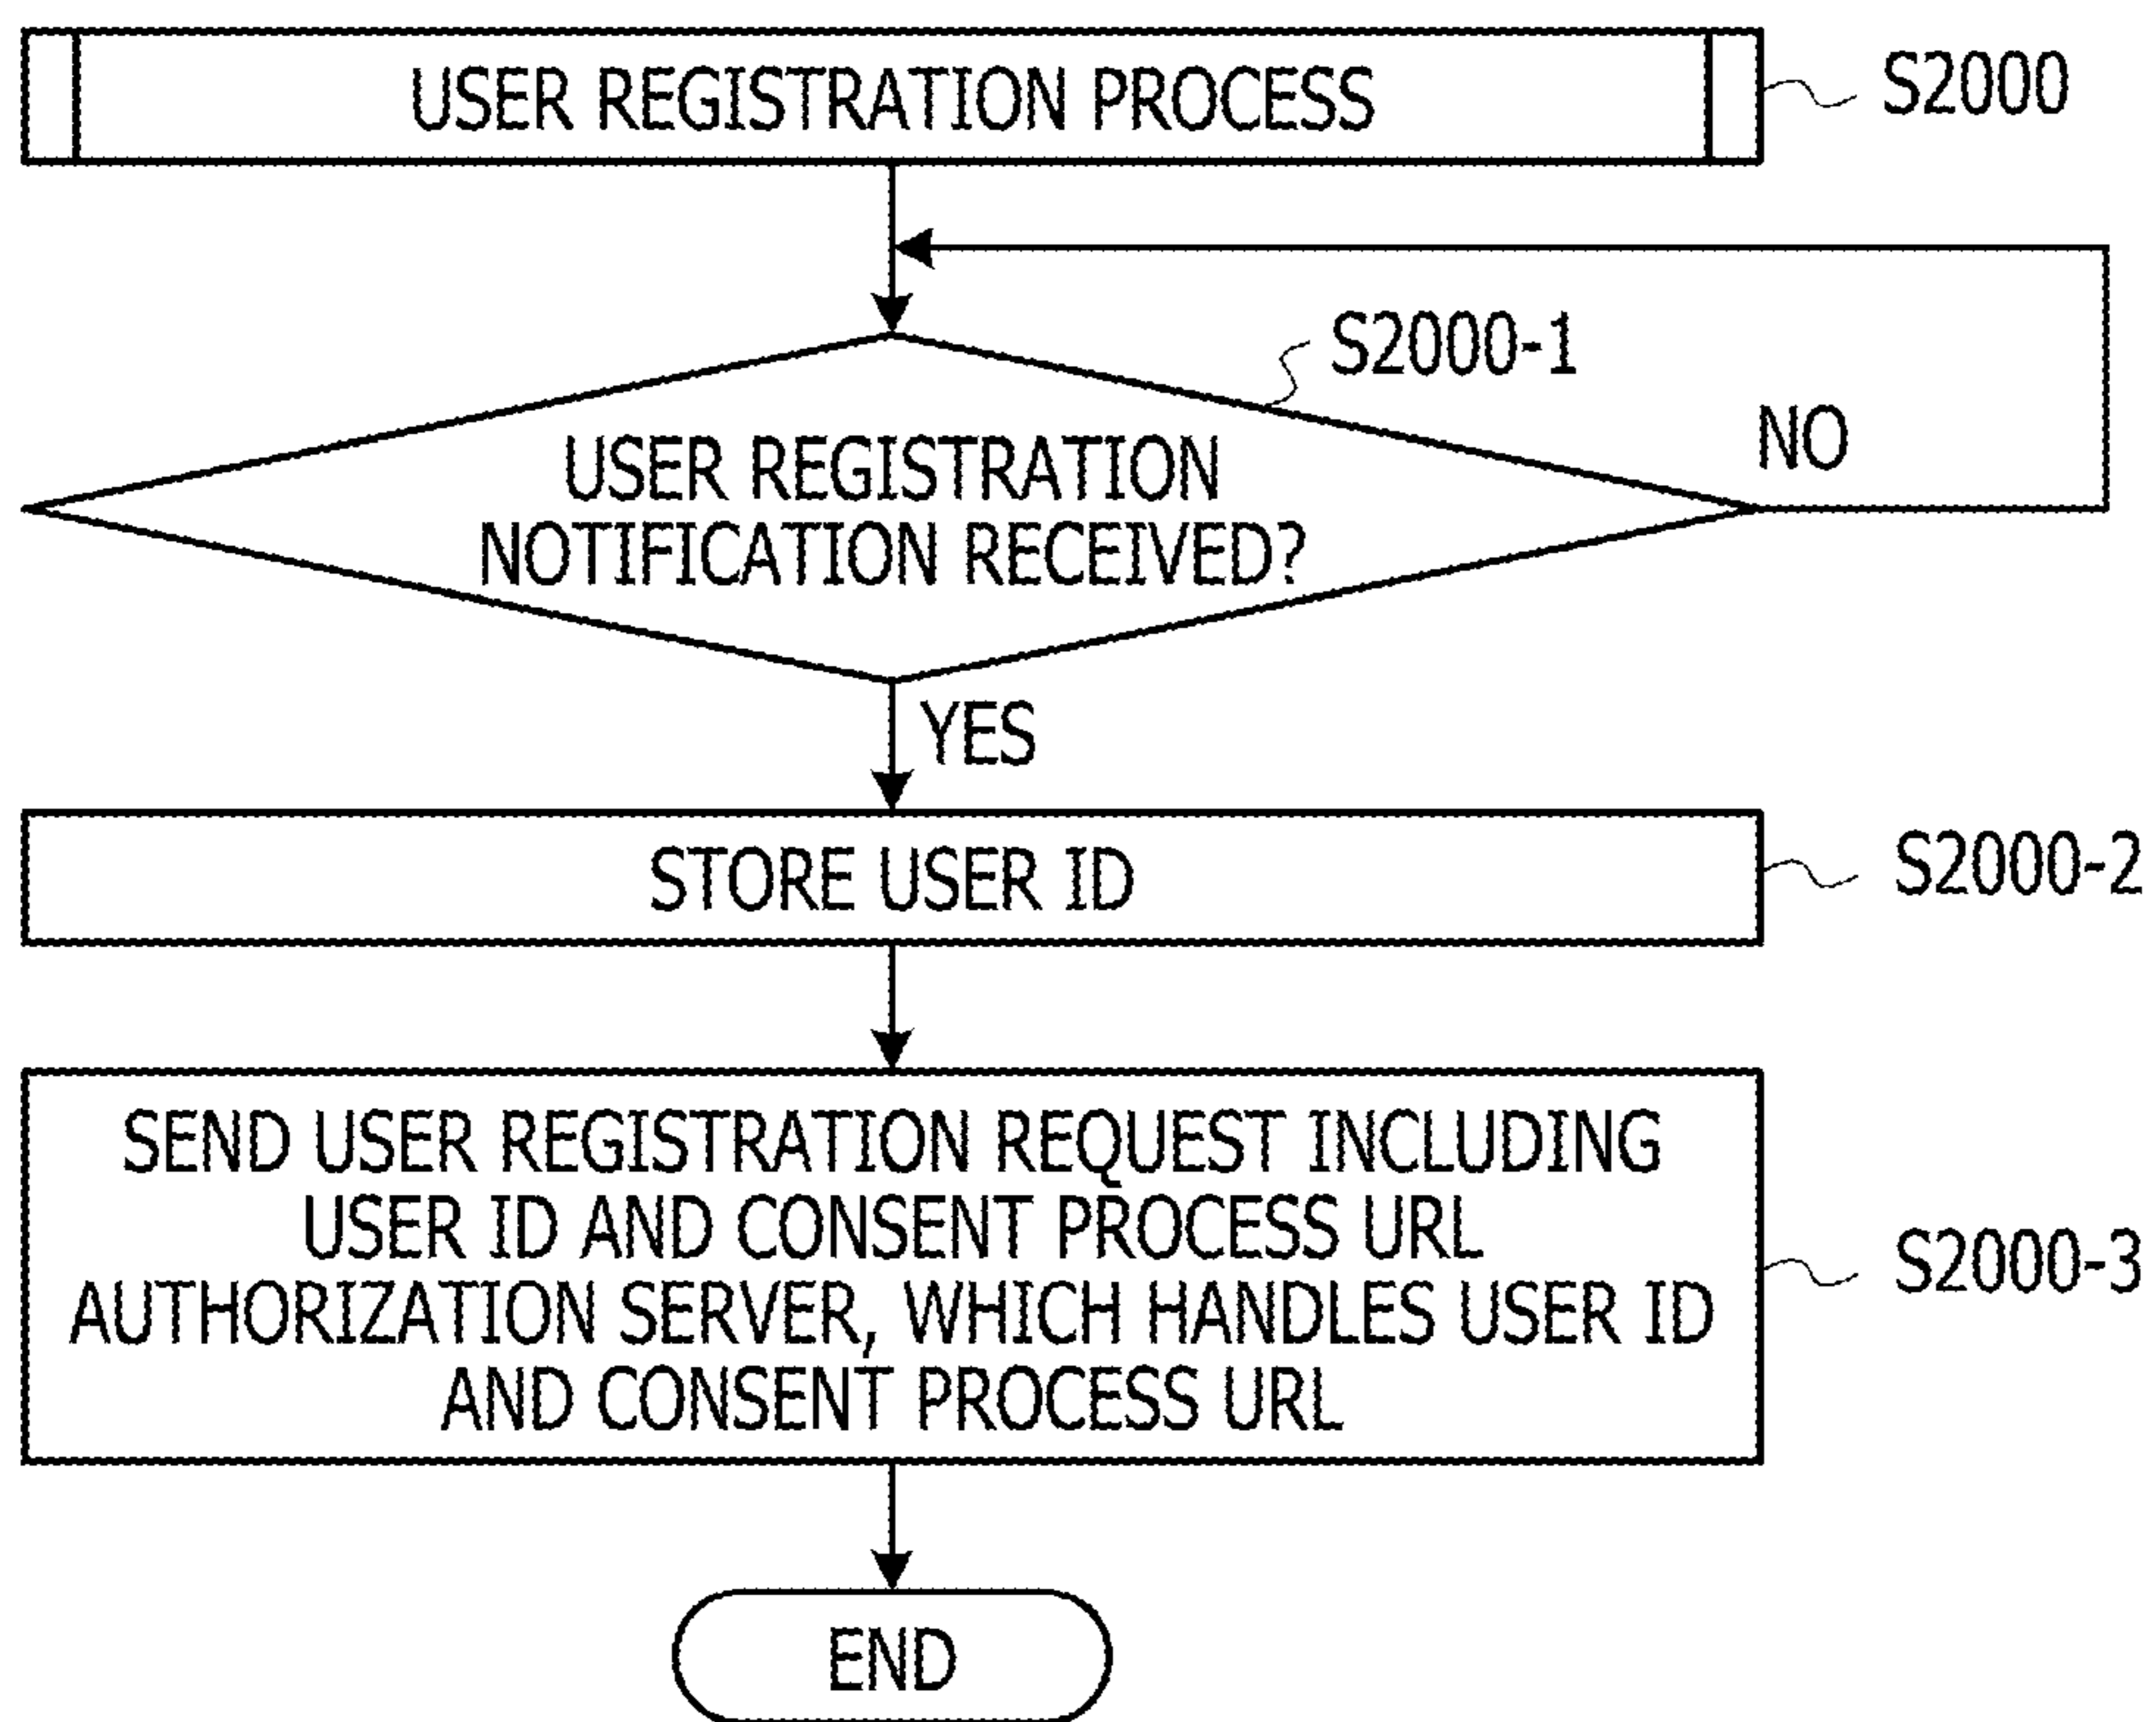 USER REGISTRATION PROCESS
S2000
S2000-1
NO
USER REGISTRATION
NOTIFICATION RECEIVED?
YES
STORE USER ID
S2000-2
SEND USER REGISTRATION REQUEST INCLUDING
USER ID AND CONSENT PROCESS URL
AUTHORIZATION SERVER, WHICH HANDLES USER ID
AND CONSENT PROCESS URL
S2000-3
END